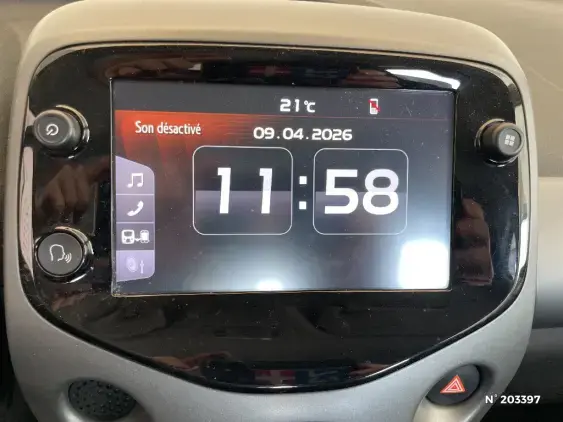 21°c
Son désactivé
09.04.2026
11:58
N° 203397